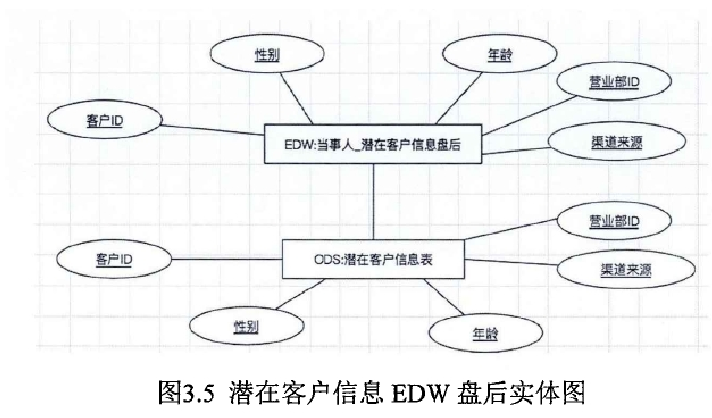 性别
年龄
营业部ID
客户ID
EDW:当事人_潜在客户信息盘后
渠道来源
营业部ID
客户ID
ODS:潜在客户信息表
渠道来源
性别
年龄
图3.5 潜在客户信息 EDW 盘后实体图